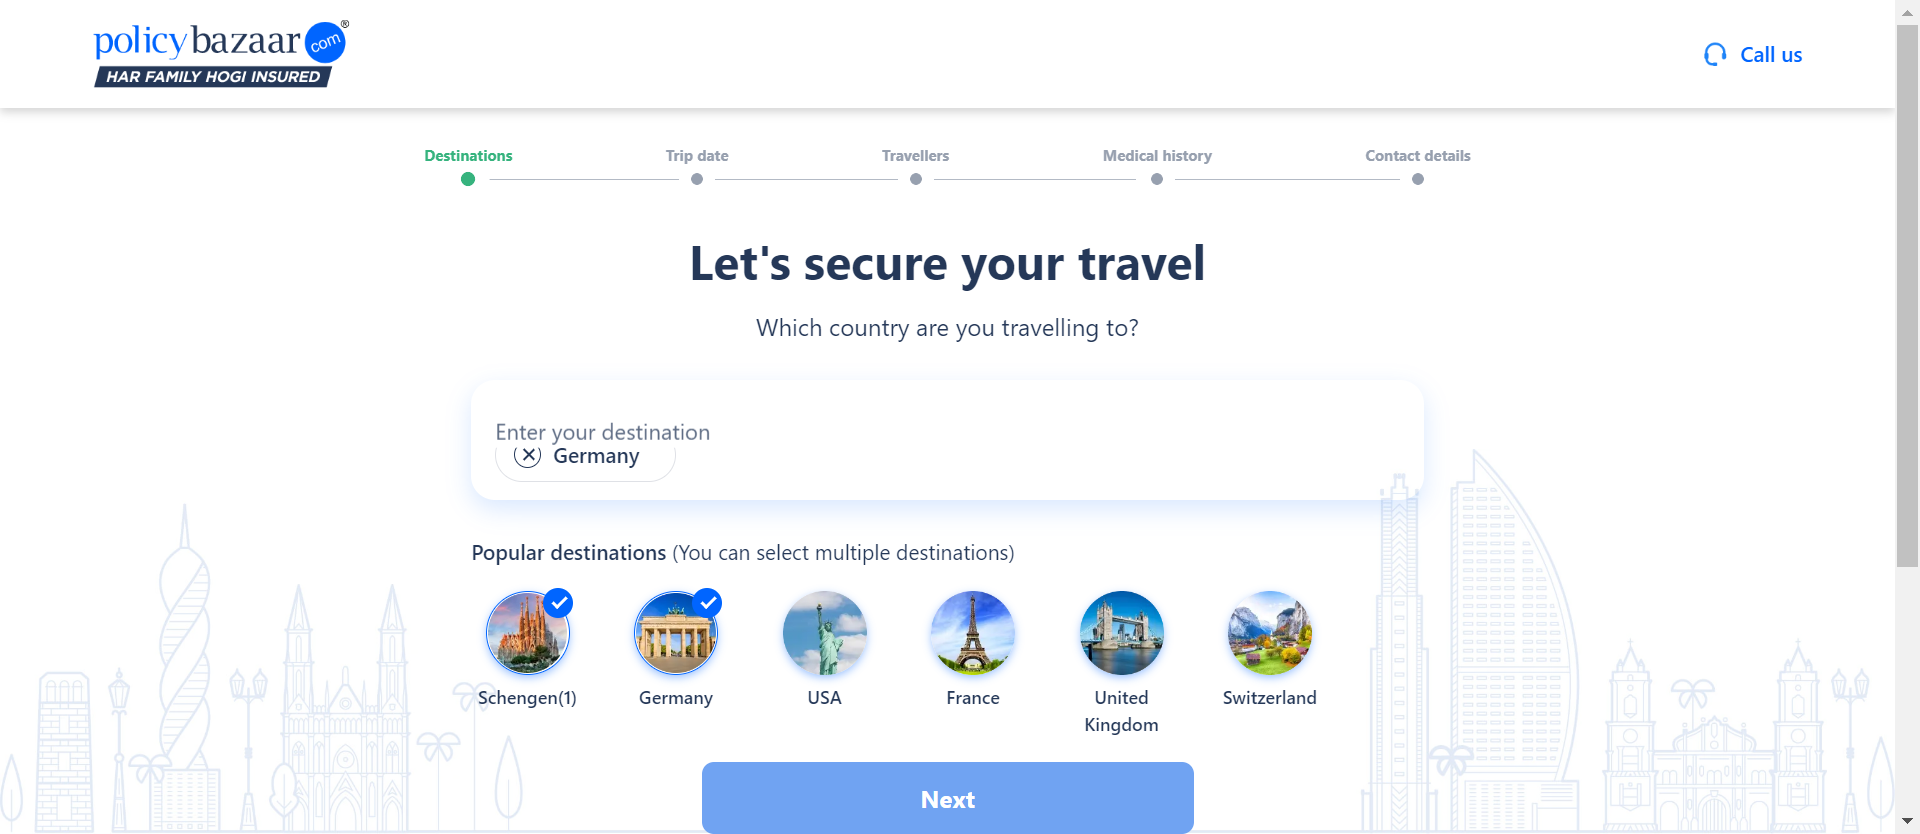 policybazaar com®
HAR FAMILY HOGI INSURED
Call us
Destinations
Trip date
Travellers
Medical history
Contact details
Let's secure your travel
Which country are you travelling to?
Enter your destination
Germany
Popular destinations (You can select multiple destinations)
Schengen(1)
Germany
USA
France
United
Kingdom
Switzerland
Next